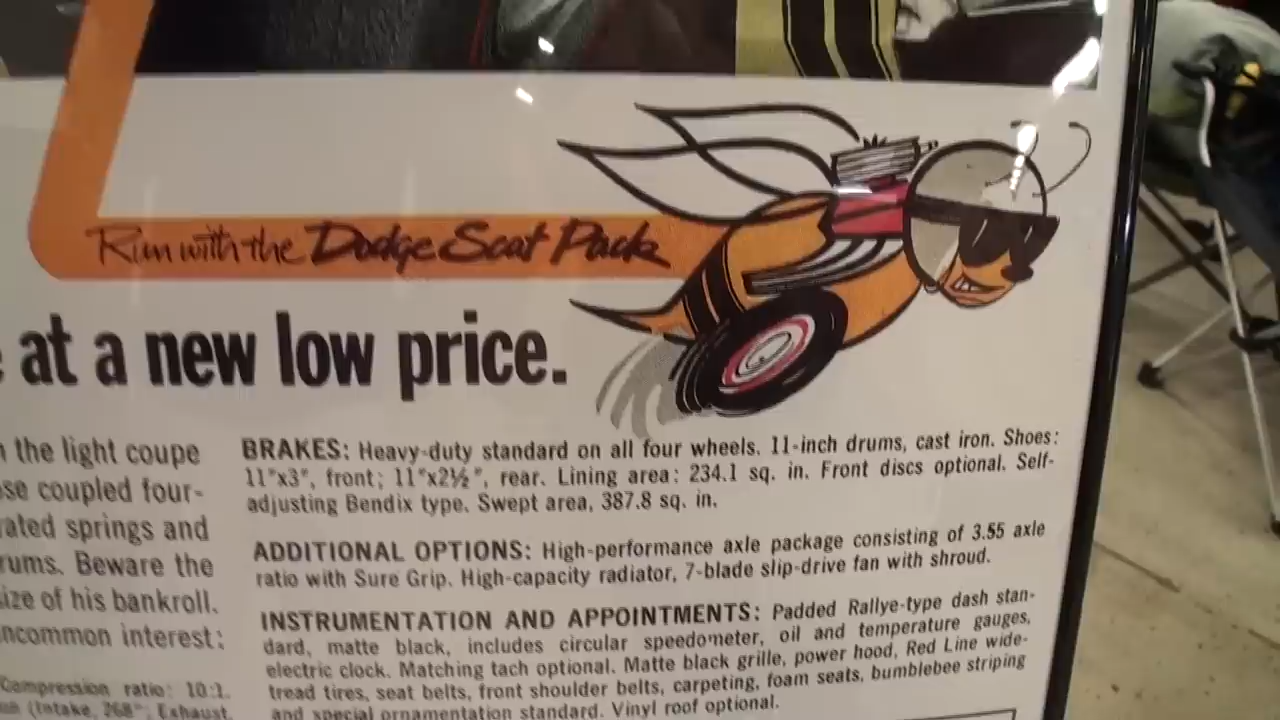 Run with the Dodge Scat Pack
at a new low price.
the light coupe
se coupled four-
rated springs and
rums. Beware the
ize of his bankroll.
ncommon interest:
Compression ratio: 10:1.
(Intake, 268°; Exhaust,
BRAKES: Heavy-duty standard on all four wheels. 11-inch drums, cast iron. Shoes:
11"x3", front; 11"x2½", rear. Lining area: 234.1 sq. in. Front discs optional. Self-
adjusting Bendix type. Swept area, 387.8 sq. in.
ADDITIONAL OPTIONS: High-performance axle package consisting of 3.55 axle
ratio with Sure Grip. High-capacity radiator, 7-blade slip-drive fan with shroud.
INSTRUMENTATION AND APPOINTMENTS: Padded Rallye-type dash stan-
dard, matte black, includes circular speedometer, oil and temperature gauges,
electric clock. Matching tach optional. Matte black grille, power hood, Red Line wide-
tread tires, seat belts, front shoulder belts, carpeting, foam seats, bumblebee striping
and special ornamentation standard. Vinyl roof optional.